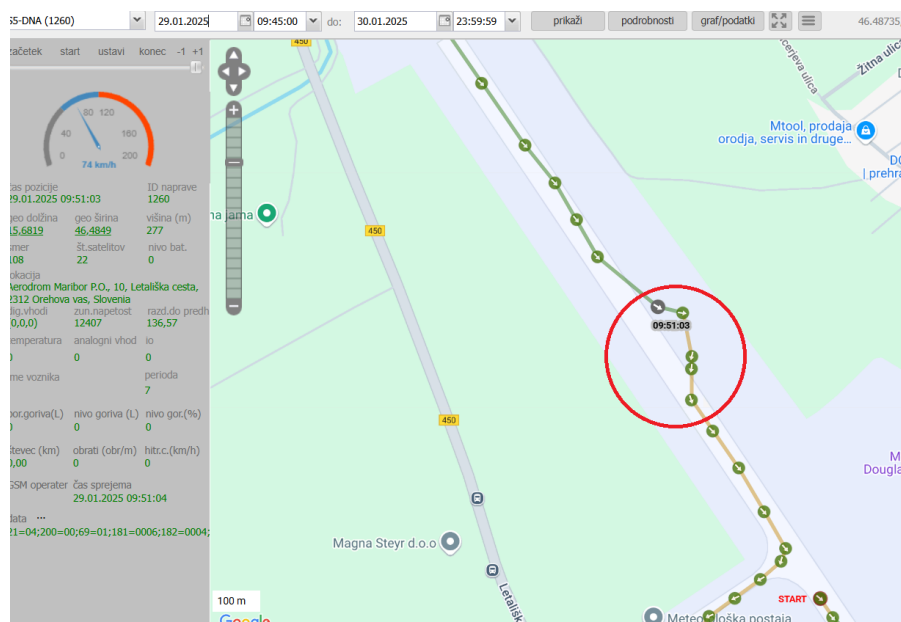 S5-DNA (1260) 29.01.2025 09:45:00 do: 30.01.2025 23:59:59 prikaži podrobnosti graf/podatki 46.48735
začetek start ustavi konec -1 +1
0 40 80 120 160 200
74 km/h
čas pozicije ID naprave
29.01.2025 09:51:03 1260
geo dolžina geo širina višina (m)
15,6819 46,4849 277
smer št.satelitov nivo bat.
108 22 0
lokacija
Aerodrom Maribor P.O., 10, Letališka cesta,
2312 Orehova vas, Slovenia
dig.vhodi zun.napetost razd.do predh
0,0,0) 12407 136,57
temperatura analogni vhod io
0 0 0
ime voznika perioda
7
por.goriva(L) nivo goriva (L) nivo gor.(%)
0 0 0
števec (km) obrati (obr/m) hitr.c.(km/h)
0,00 0 0
GSM operater čas sprejema
29.01.2025 09:51:04
data ...
21=04;200=00;69=01;181=0006;182=0004;
450
450
450
na jama
cerjeva ulica
Žitna ulic
Mtool, prodaja
orodja, servis in druge...
DC
| prehra
09:51:03
M
Dougla
Magna Steyr d.o.o
Letališk
START
Meteorološka postaja
100 m
Google